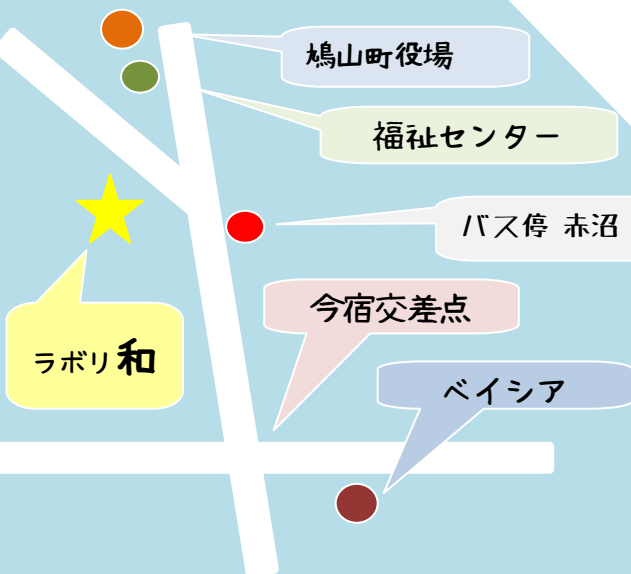 鳩山町役場
福祉センター
バス停 赤沼
今宿交差点
ラボリ和
ベイシア